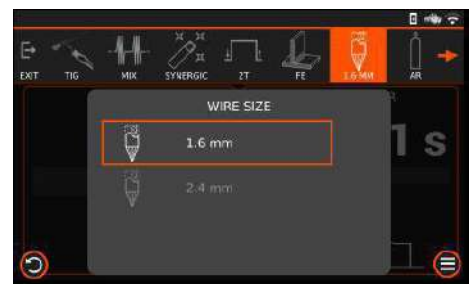 EXIT TIG MIX SYNERGIC 2T FE 1.6 MM AR
WIRE SIZE
1.6 mm
1 s
2.4 mm